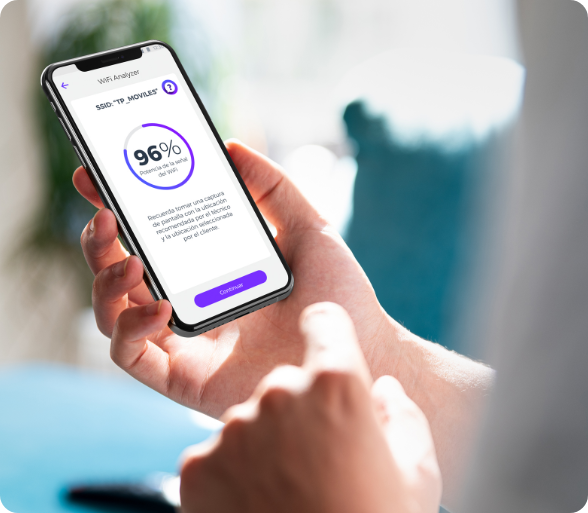 WiFi Analyzer
SSID: "TP_MOVILES"
?
96%
Potencia de la señal
del WiFi
Recuerda tomar una captura
de pantalla con la ubicación
recomendada por el técnico
y la ubicación seleccionada
por el cliente.
Continuar